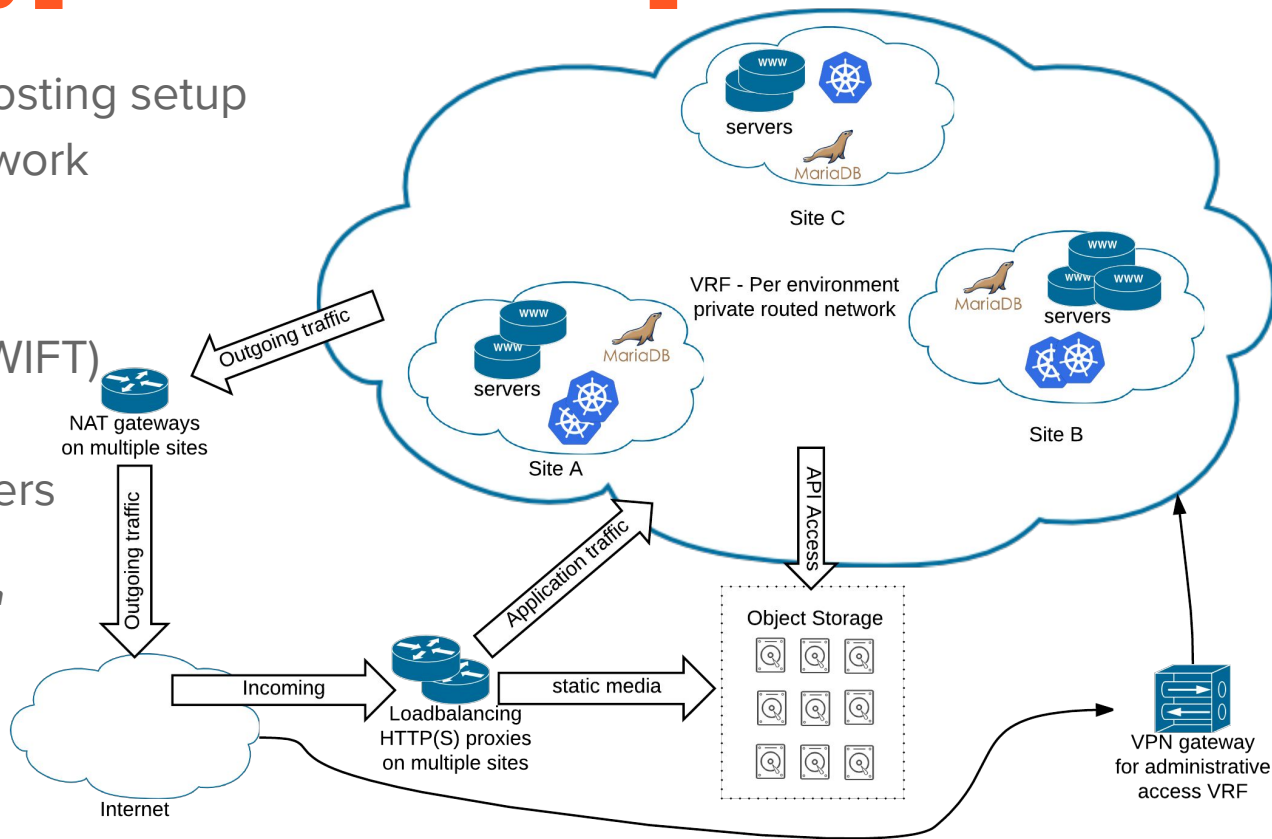 osting setup
work
WIFT)
ers
www
servers
MariaDB
Site C
VRF - Per environment
private routed network
www
www
servers
MariaDB
Site A
MariaDB
www
www
www
servers
Site B
Outgoing traffic
NAT gateways
on multiple sites
Outgoing traffic
Application traffic
API Access
Object Storage
Incoming
static media
Loadbalancing
HTTP(S) proxies
on multiple sites
Internet
VPN gateway
for administrative
access VRF